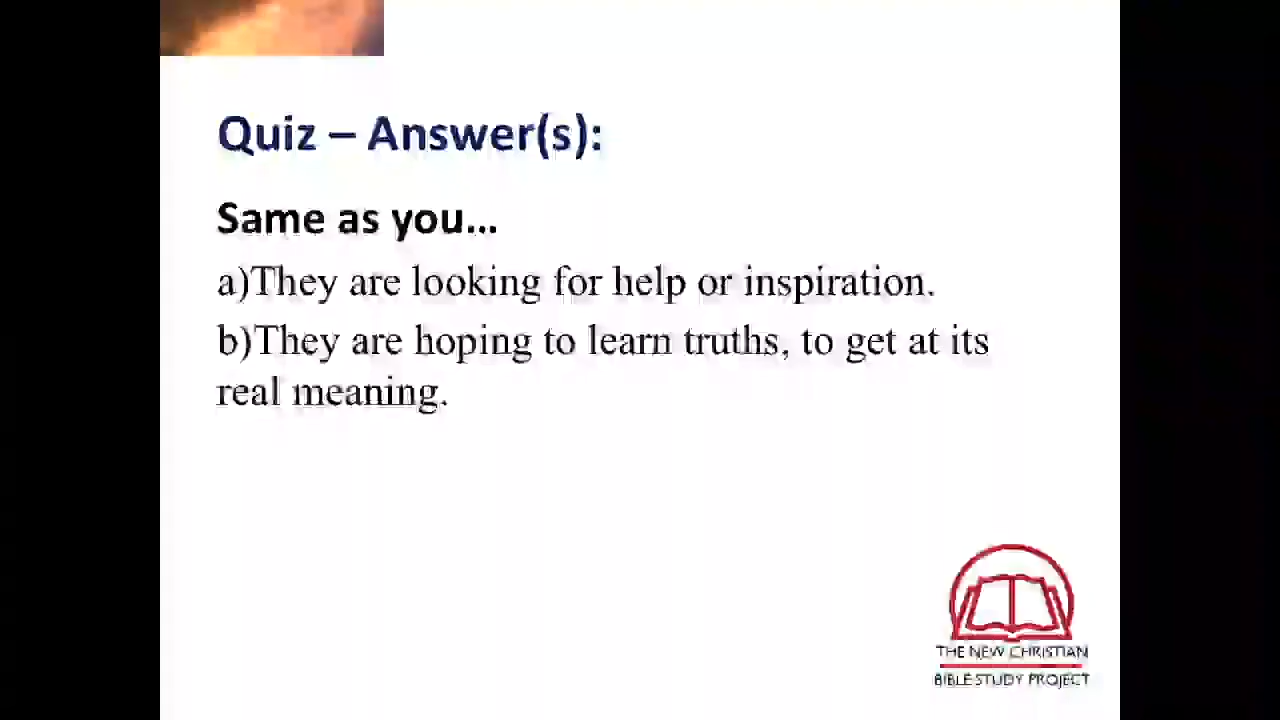 Quiz – Answer(s):
Same as you...
a)They are looking for help or inspiration.
b)They are hoping to learn truths, to get at its
real meaning.
THE NEW CHRISTIAN
BIBLE STUDY PROJECT